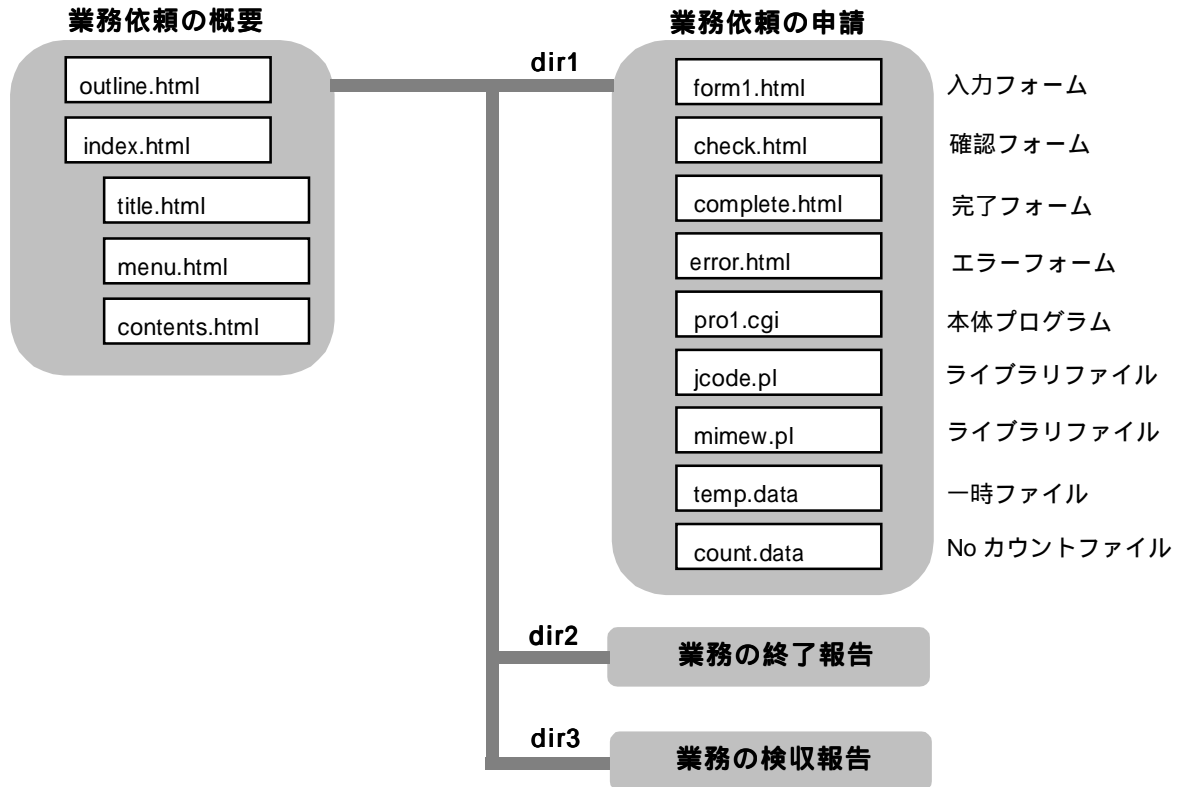 業務依頼の概要
outline.html
index.html
title.html
menu.html
contents.html
dir1
業務依頼の申請
form1.html 入力フォーム
check.html 確認フォーム
complete.html 完了フォーム
error.html エラーフォーム
pro1.cgi 本体プログラム
jcode.pl ライブラリファイル
mimew.pl ライブラリファイル
temp.data 一時ファイル
count.data No カウントファイル
dir2
業務の終了報告
dir3
業務の検収報告